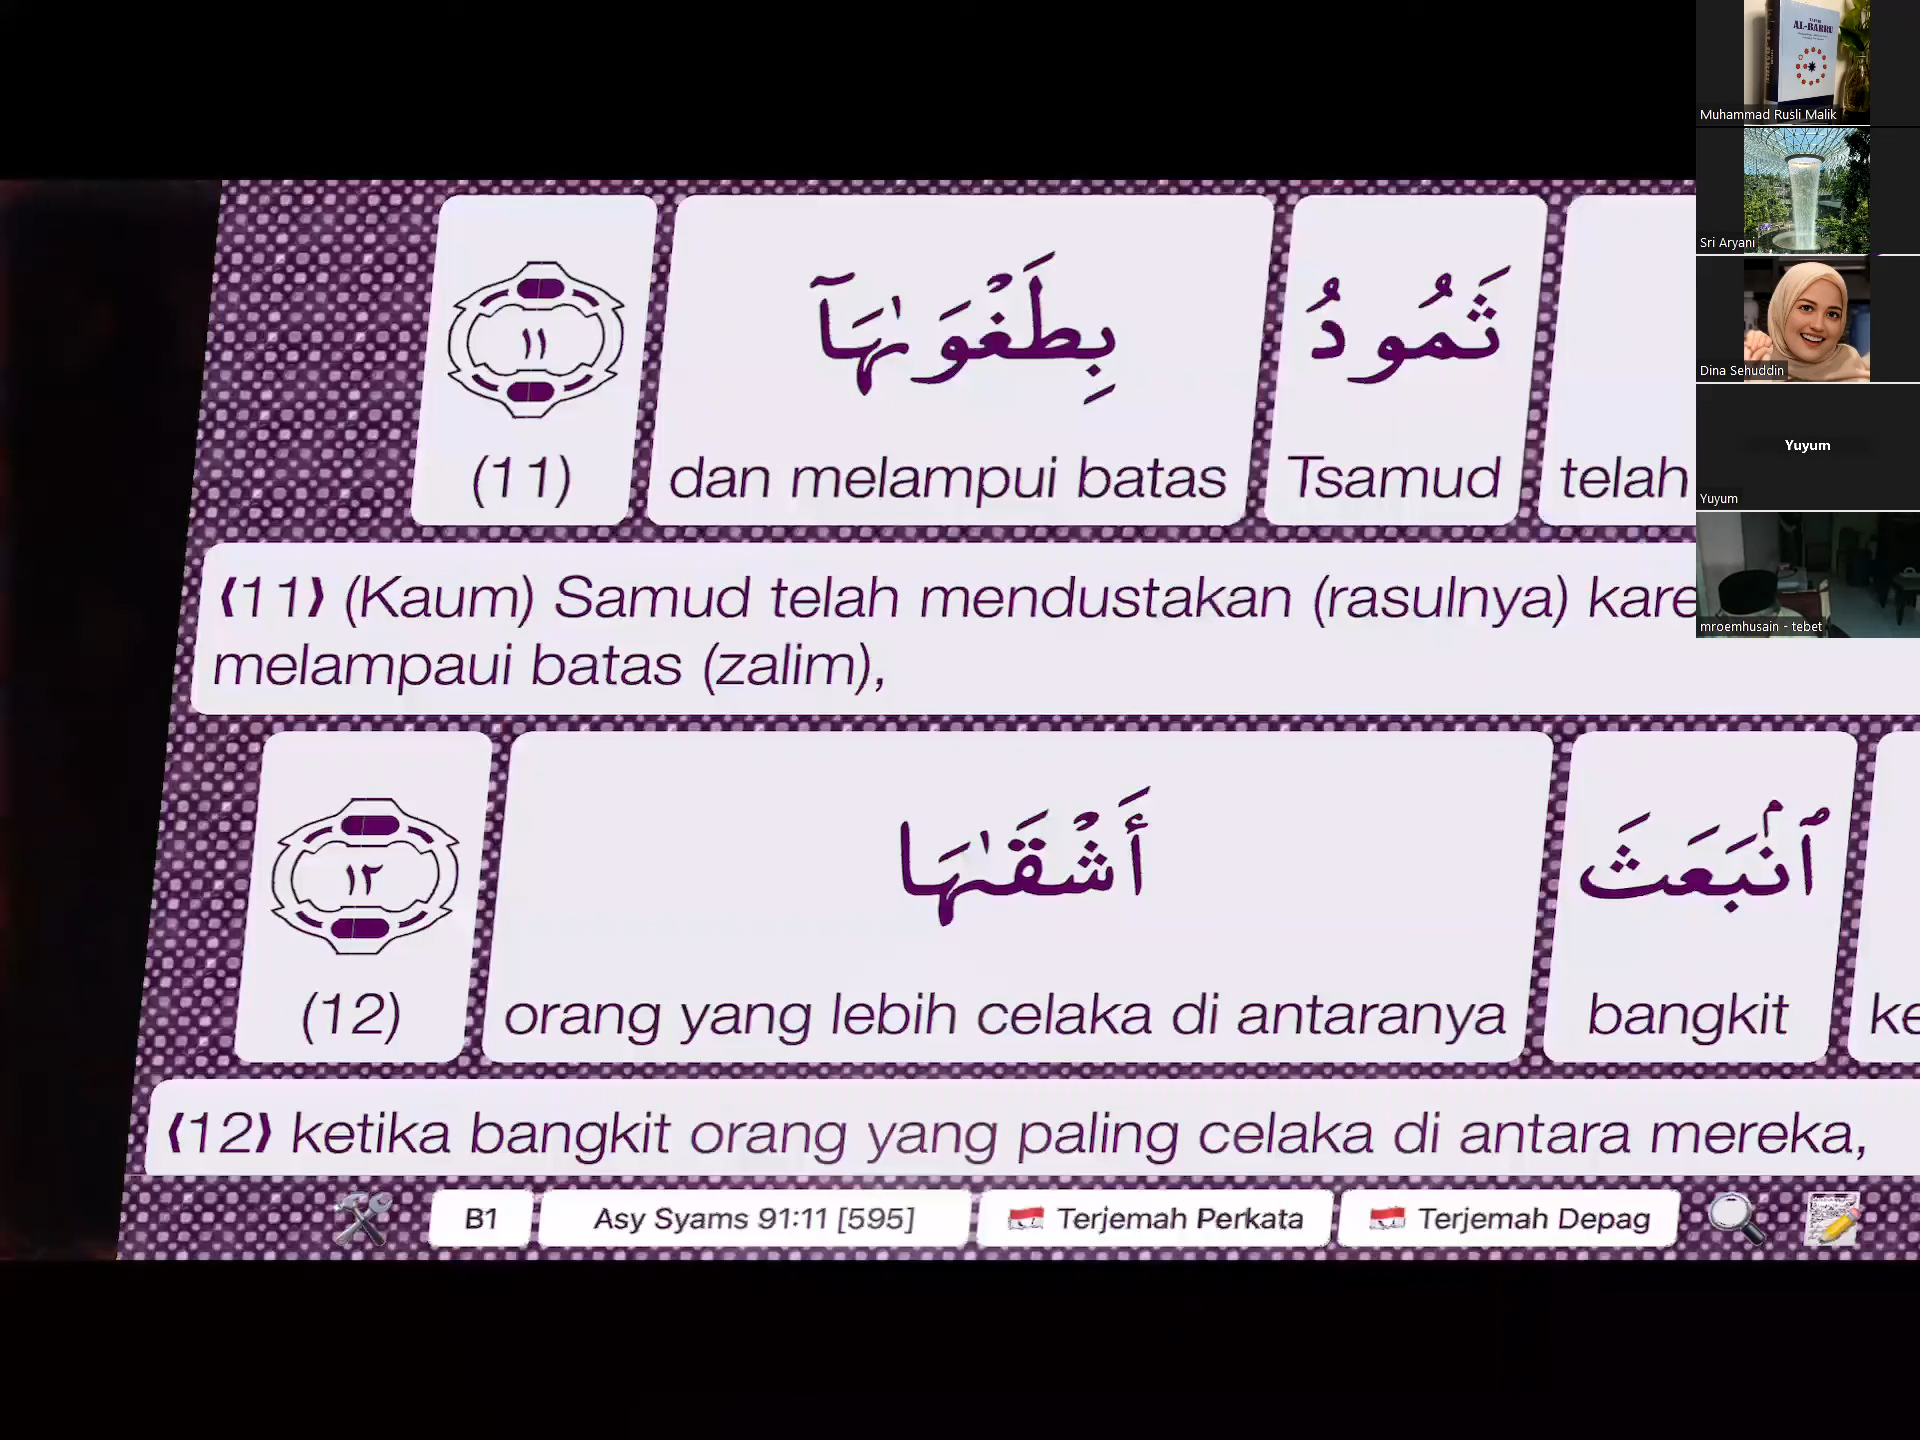 ثَمُودُ بِطَغْوَىٰهَآ ١١
telah Tsamud dan melampui batas (11)
⟨11⟩ (Kaum) Samud telah mendustakan (rasulnya)
melampaui batas (zalim),
ٱنۢبَعَثَ أَشْقَىٰهَا ١٢
bangkit orang yang lebih celaka di antaranya (12)
⟨12⟩ ketika bangkit orang yang paling celaka di antara mereka,
B1 Asy Syams 91:11 [595] Terjemah Perkata Terjemah Depag
AL-BARRU
Muhammad Rusli Malik
Sri Aryani
Dina Sehuddin
Yuyum
Yuyum
mroemhusain - tebet